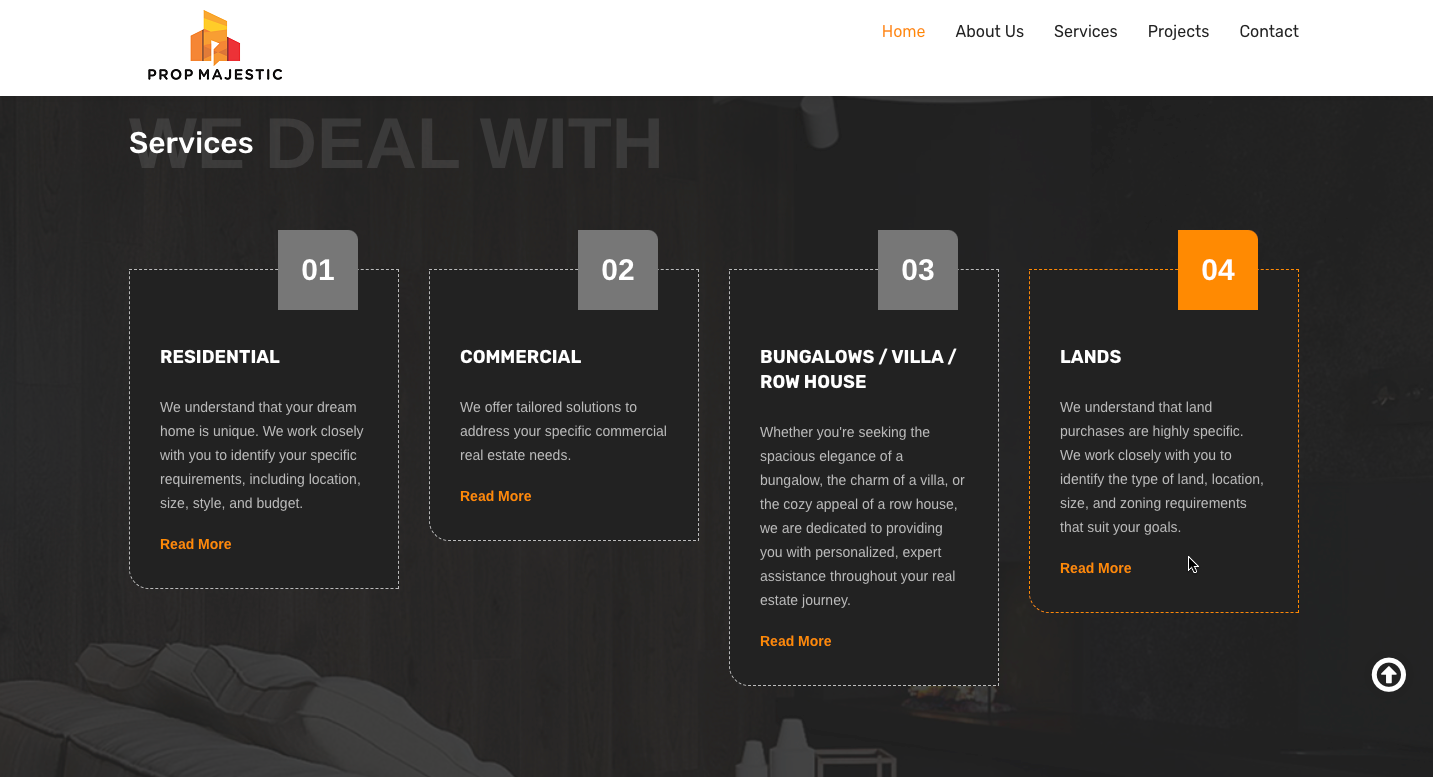 PROP MAJESTIC
Home
About Us
Services
Projects
Contact
WE DEAL WITH
Services
01
RESIDENTIAL
We understand that your dream
home is unique. We work closely
with you to identify your specific
requirements, including location,
size, style, and budget.
Read More
02
COMMERCIAL
We offer tailored solutions to
address your specific commercial
real estate needs.
Read More
03
BUNGALOWS / VILLA /
ROW HOUSE
Whether you're seeking the
spacious elegance of a
bungalow, the charm of a villa, or
the cozy appeal of a row house,
we are dedicated to providing
you with personalized, expert
assistance throughout your real
estate journey.
Read More
04
LANDS
We understand that land
purchases are highly specific.
We work closely with you to
identify the type of land, location,
size, and zoning requirements
that suit your goals.
Read More